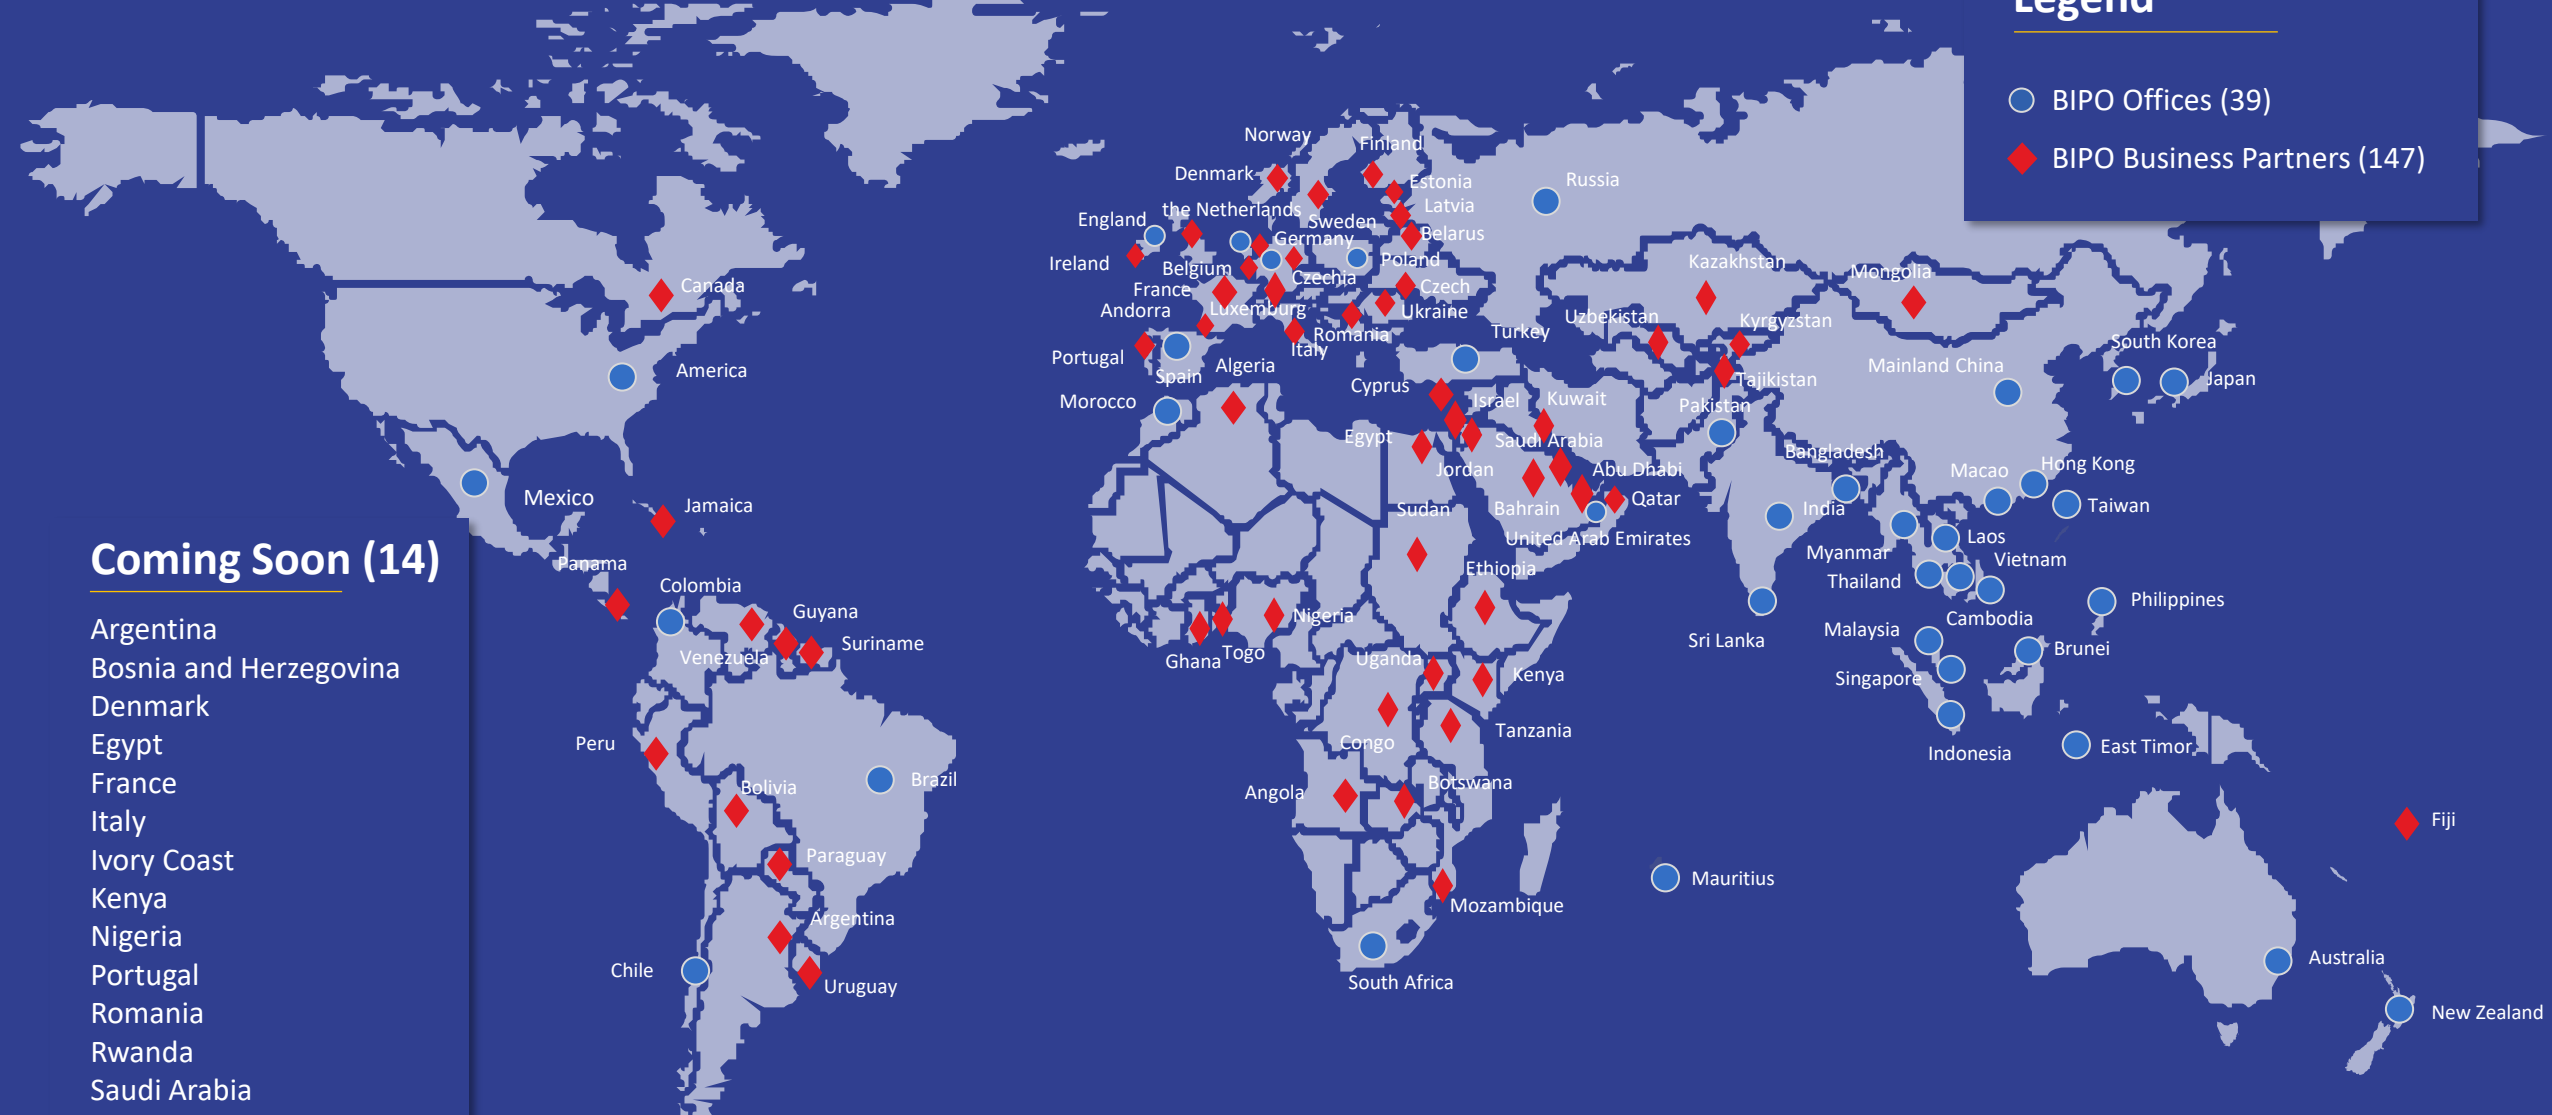 Legend
BIPO Offices (39)
BIPO Business Partners (147)
Norway
Finland
Denmark
Estonia
Russia
Latvia
the Netherlands
England
Sweden
Belarus
Germany
Ireland
Belgium
Poland
Kazakhstan
Mongolia
Czechia
Canada
France
Czech
Andorra
Luxemburg
Ukraine
Uzbekistan
Kyrgyzstan
Romania
Turkey
South Korea
Italy
Portugal
Spain
Algeria
Mainland China
America
Tajikistan
Japan
Cyprus
Morocco
Israel
Kuwait
Pakistan
Egypt
Saudi Arabia
Bangladesh
Jordan
Abu Dhabi
Macao
Hong Kong
Mexico
Jamaica
Sudan
Bahrain
Qatar
India
Taiwan
United Arab Emirates
Laos
Myanmar
Vietnam
Panama
Ethiopia
Thailand
Colombia
Philippines
Guyana
Nigeria
Cambodia
Malaysia
Sri Lanka
Suriname
Venezuela
Ghana
Togo
Uganda
Brunei
Kenya
Singapore
Peru
Congo
Tanzania
Indonesia
East Timor
Brazil
Bolivia
Angola
Botswana
Fiji
Paraguay
Mauritius
Argentina
Mozambique
Chile
Uruguay
South Africa
Australia
New Zealand
Coming Soon (14)
Argentina
Bosnia and Herzegovina
Denmark
Egypt
France
Italy
Ivory Coast
Kenya
Nigeria
Portugal
Romania
Rwanda
Saudi Arabia